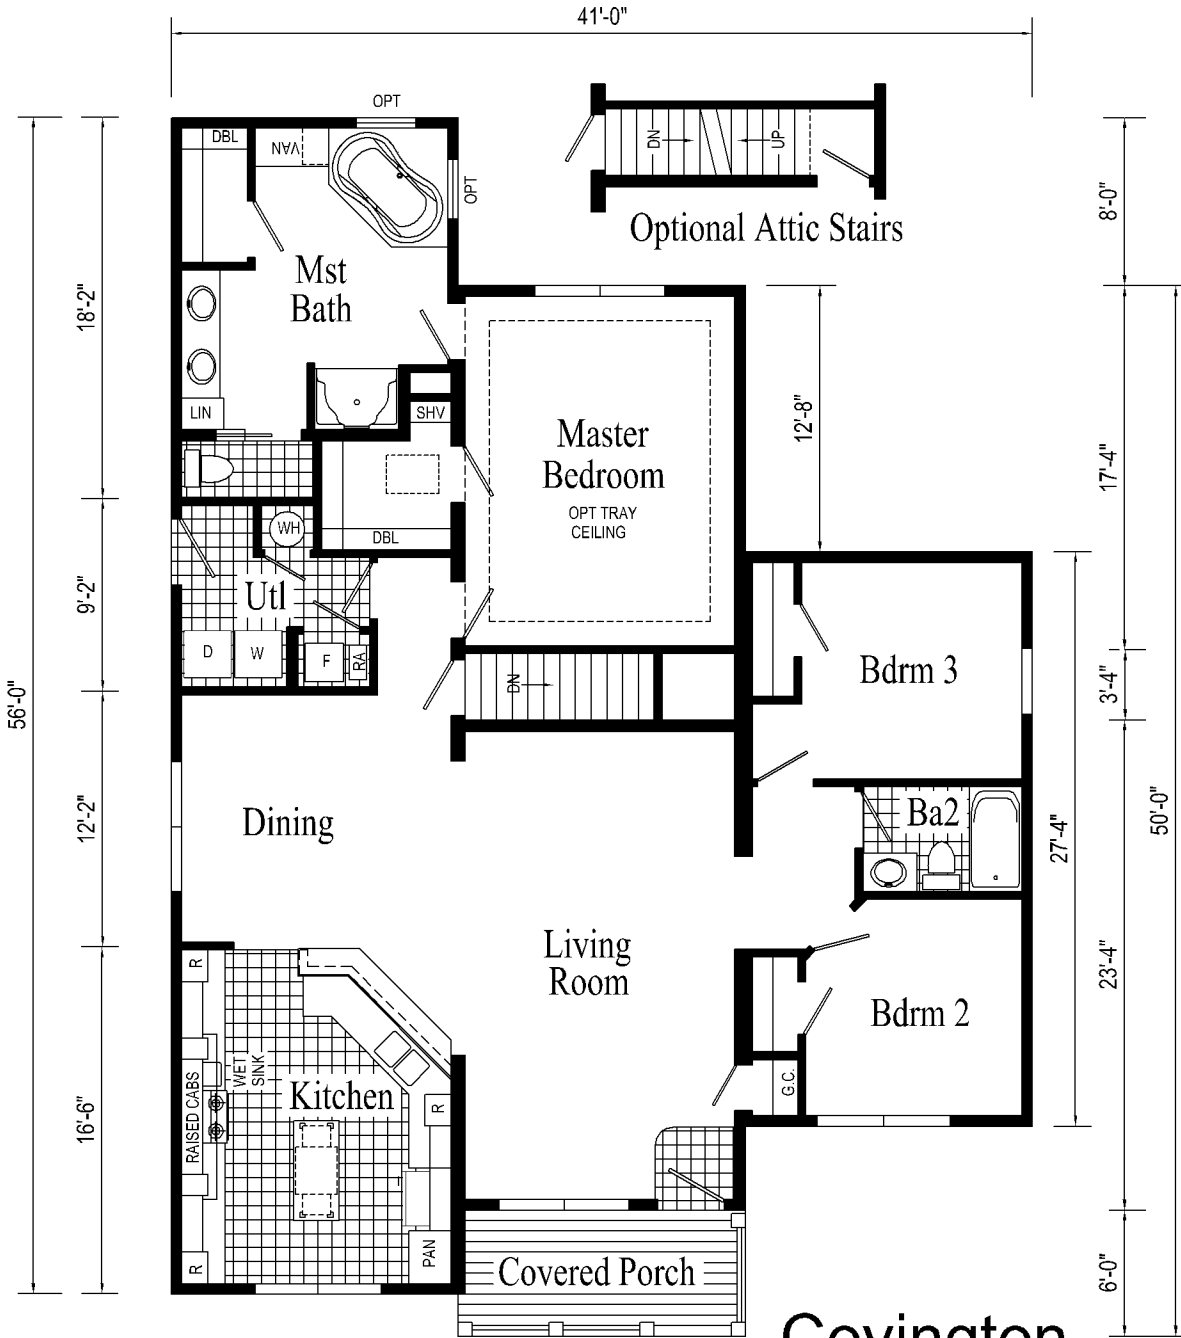 41'-0"
OPT
DBL
VAN
OPT
DN
UP
Optional Attic Stairs
8'-0"
Mst
Bath
18'-2"
12'-8"
17'-4"
LIN
SHV
Master
Bedroom
OPT TRAY
CEILING
WH
DBL
9'-2"
Utl
D
W
F
RA
DN
Bdrm 3
3'-4"
56'-0"
12'-2"
Dining
Ba2
27'-4"
50'-0"
Living
Room
23'-4"
R
Bdrm 2
WET
SINK
Kitchen
RAISED CABS
R
G.C.
16'-6"
PAN
R
Covered Porch
6'-0"
Covington